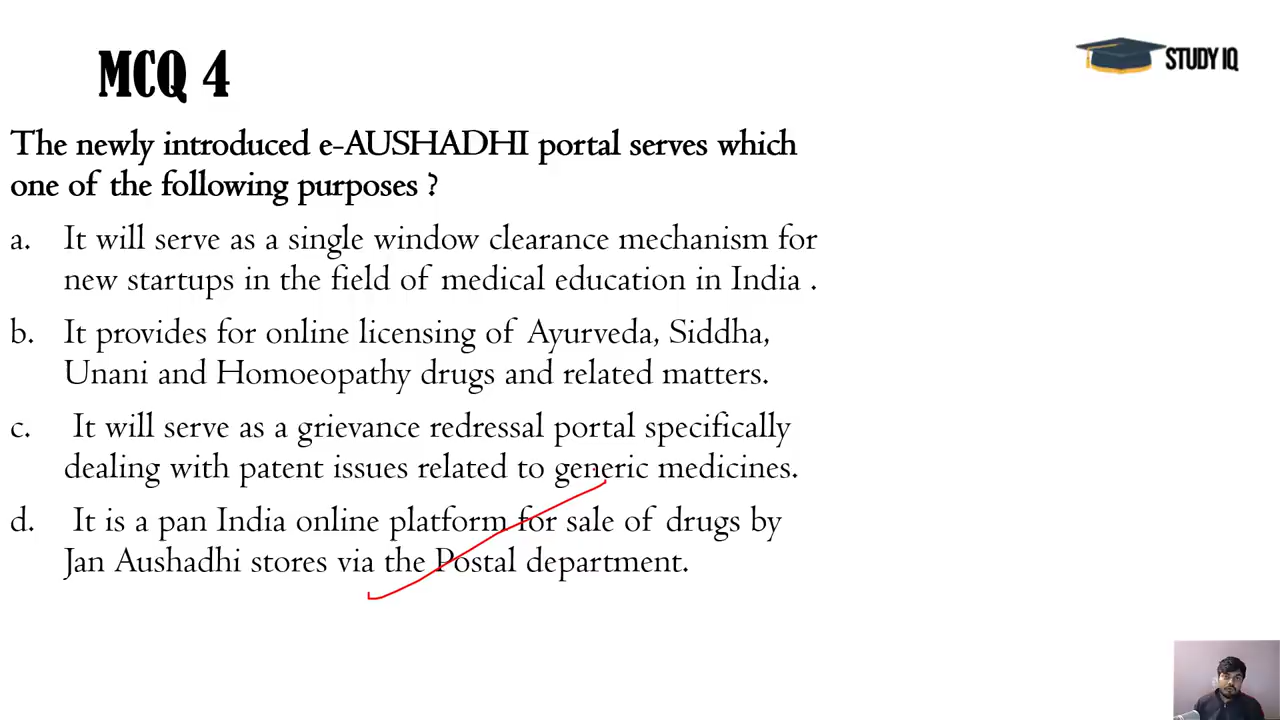 MCQ 4
STUDY IQ
The newly introduced e-AUSHADHI portal serves which
one of the following purposes ?
a. It will serve as a single window clearance mechanism for
new startups in the field of medical education in India .
b. It provides for online licensing of Ayurveda, Siddha,
Unani and Homoeopathy drugs and related matters.
c. It will serve as a grievance redressal portal specifically
dealing with patent issues related to generic medicines.
d. It is a pan India online platform for sale of drugs by
Jan Aushadhi stores via the Postal department.